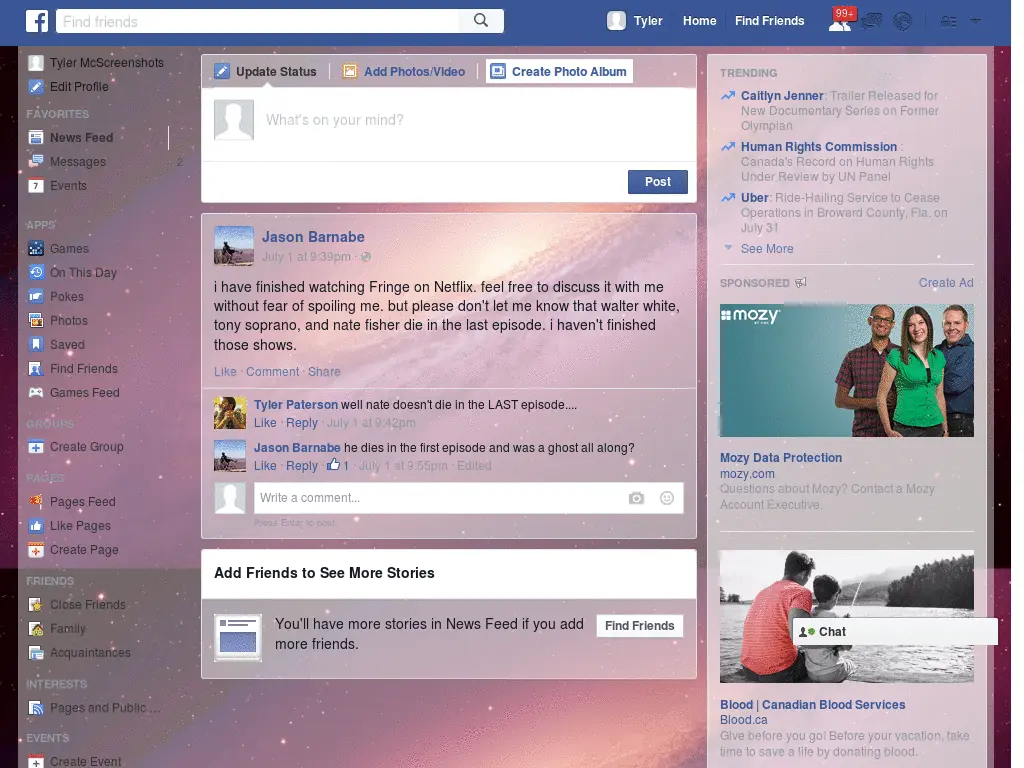 Find friends
Tyler
Home
Find Friends
99+
Tyler McScreenshots
Edit Profile
FAVORITES
News Feed
Messages
2
Events
APPS
Games
On This Day
Pokes
Photos
Saved
Find Friends
Games Feed
GROUPS
Create Group
PAGES
Pages Feed
Like Pages
Create Page
FRIENDS
Close Friends
Family
Acquaintances
INTERESTS
Pages and Public ...
EVENTS
Create Event
Update Status
Add Photos/Video
Create Photo Album
What's on your mind?
Post
Jason Barnabe
July 1 at 9:39pm ·
i have finished watching Fringe on Netflix. feel free to discuss it with me
without fear of spoiling me. but please don't let me know that walter white,
tony soprano, and nate fisher die in the last episode. i haven't finished
those shows.
Like · Comment · Share
Tyler Paterson well nate doesn't die in the LAST episode....
Like · Reply · July 1 at 9:42pm
Jason Barnabe he dies in the first episode and was a ghost all along?
Like · Reply · 1 · July 1 at 9:55pm · Edited
Write a comment...
Press Enter to post.
Add Friends to See More Stories
You'll have more stories in News Feed if you add
more friends.
Find Friends
TRENDING
Caitlyn Jenner: Trailer Released for
New Documentary Series on Former
Olympian
Human Rights Commission :
Canada's Record on Human Rights
Under Review by UN Panel
Uber: Ride-Hailing Service to Cease
Operations in Broward County, Fla. on
July 31
See More
SPONSORED
Create Ad
mozy
BY EMC
Mozy Data Protection
mozy.com
Questions about Mozy? Contact a Mozy
Account Executive.
Chat
Blood | Canadian Blood Services
Blood.ca
Give before you go! Before your vacation, take
time to save a life by donating blood.